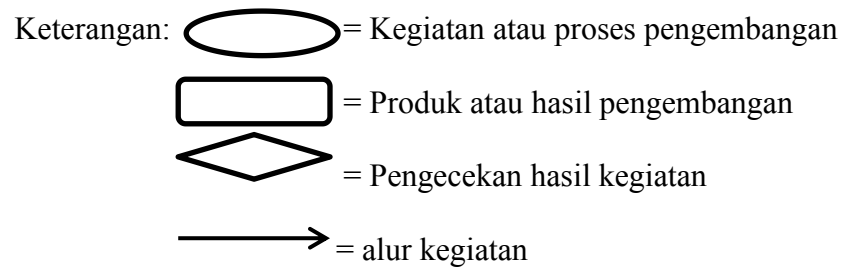 Keterangan: = Kegiatan atau proses pengembangan
= Produk atau hasil pengembangan
= Pengecekan hasil kegiatan
= alur kegiatan